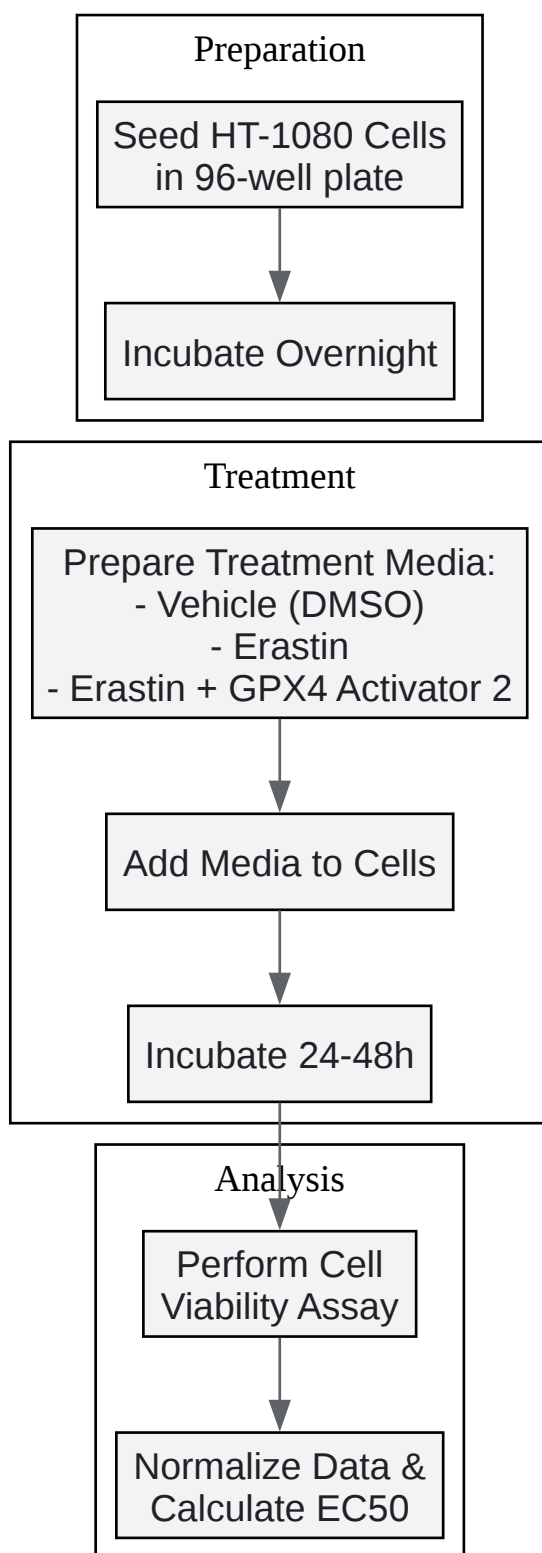 Preparation
Seed HT-1080 Cells
in 96-well plate
Incubate Overnight
Treatment
Prepare Treatment Media:
- Vehicle (DMSO)
- Erastin
- Erastin + GPX4 Activator 2
Add Media to Cells
Incubate 24-48h
Analysis
Perform Cell
Viability Assay
Normalize Data &
Calculate EC50